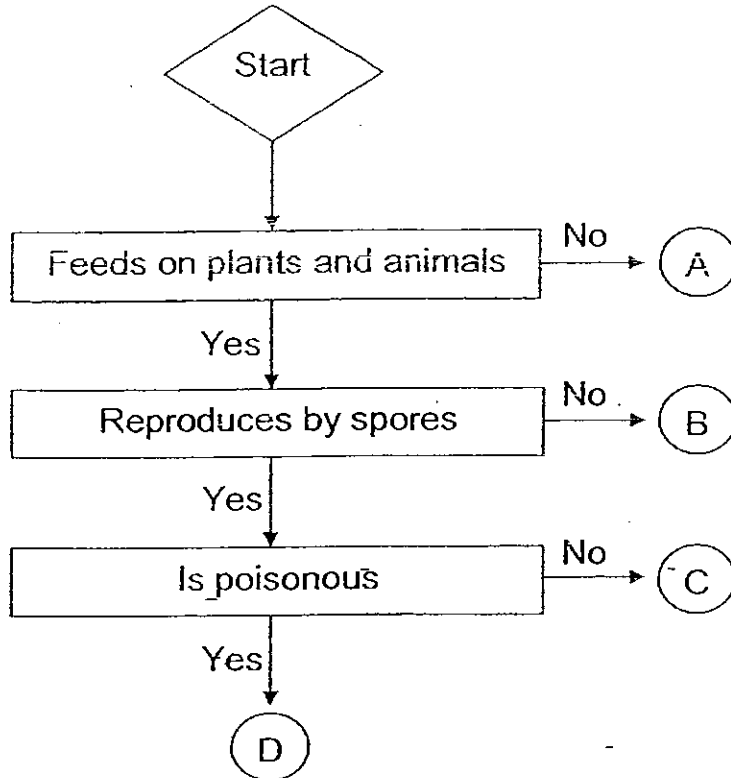 Start
Feeds on plants and animals
No
A
Yes
Reproduces by spores
No
B
Yes
Is poisonous
No
C
Yes
D